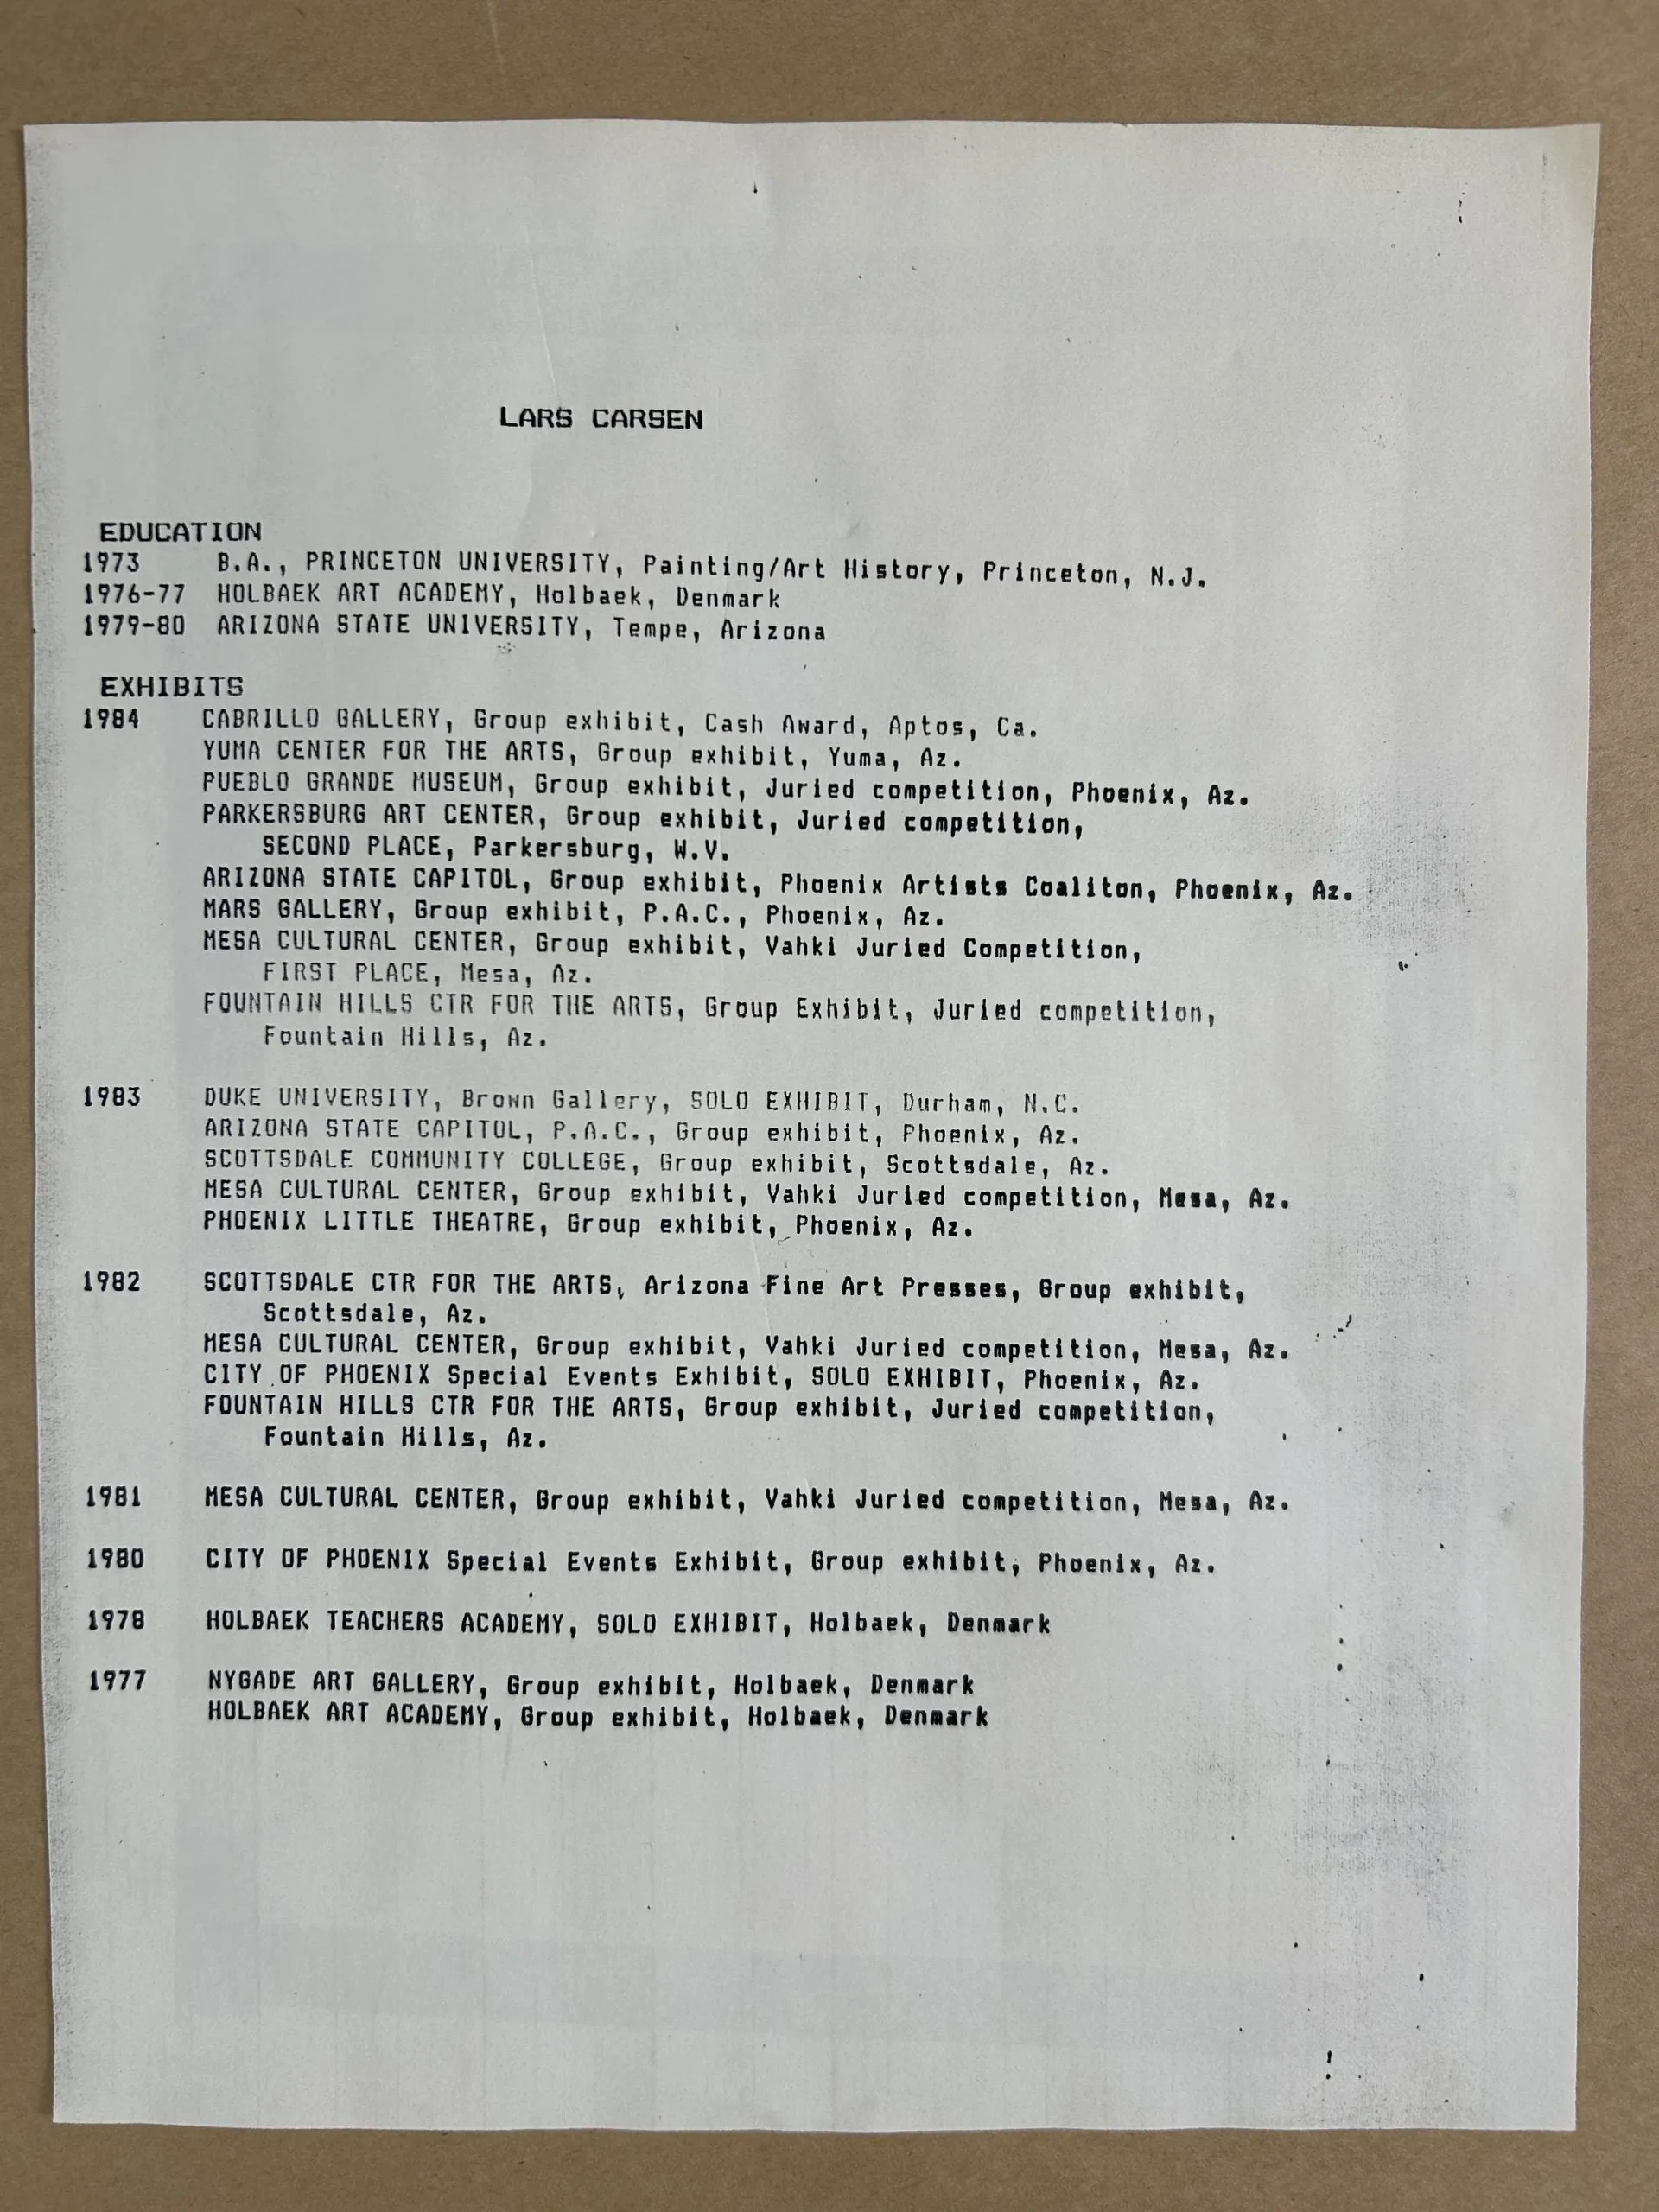 LARS CARSEN
EDUCATION
1973 B.A., PRINCETON UNIVERSITY, Painting/Art History, Princeton, N.J.
1976-77 HOLBAEK ART ACADEMY, Holbaek, Denmark
1979-80 ARIZONA STATE UNIVERSITY, Tempe, Arizona
EXHIBITS
1984 CABRILLO GALLERY, Group exhibit, Cash Award, Aptos, Ca.
YUMA CENTER FOR THE ARTS, Group exhibit, Yuma, Az.
PUEBLO GRANDE MUSEUM, Group exhibit, Juried competition, Phoenix, Az.
PARKERSBURG ART CENTER, Group exhibit, Juried competition,
SECOND PLACE, Parkersburg, W.V.
ARIZONA STATE CAPITOL, Group exhibit, Phoenix Artists Coaliton, Phoenix, Az.
MARS GALLERY, Group exhibit, P.A.C., Phoenix, Az.
MESA CULTURAL CENTER, Group exhibit, Vahki Juried Competition,
FIRST PLACE, Mesa, Az.
FOUNTAIN HILLS CTR FOR THE ARTS, Group Exhibit, Juried competition,
Fountain Hills, Az.
1983 DUKE UNIVERSITY, Brown Gallery, SOLO EXHIBIT, Durham, N.C.
ARIZONA STATE CAPITOL, P.A.C., Group exhibit, Phoenix, Az.
SCOTTSDALE COMMUNITY COLLEGE, Group exhibit, Scottsdale, Az.
MESA CULTURAL CENTER, Group exhibit, Vahki Juried competition, Mesa, Az.
PHOENIX LITTLE THEATRE, Group exhibit, Phoenix, Az.
1982 SCOTTSDALE CTR FOR THE ARTS, Arizona Fine Art Presses, Group exhibit,
Scottsdale, Az.
MESA CULTURAL CENTER, Group exhibit, Vahki Juried competition, Mesa, Az.
CITY OF PHOENIX Special Events Exhibit, SOLO EXHIBIT, Phoenix, Az.
FOUNTAIN HILLS CTR FOR THE ARTS, Group exhibit, Juried competition,
Fountain Hills, Az.
1981 MESA CULTURAL CENTER, Group exhibit, Vahki Juried competition, Mesa, Az.
1980 CITY OF PHOENIX Special Events Exhibit, Group exhibit, Phoenix, Az.
1978 HOLBAEK TEACHERS ACADEMY, SOLO EXHIBIT, Holbaek, Denmark
1977 NYGADE ART GALLERY, Group exhibit, Holbaek, Denmark
HOLBAEK ART ACADEMY, Group exhibit, Holbaek, Denmark